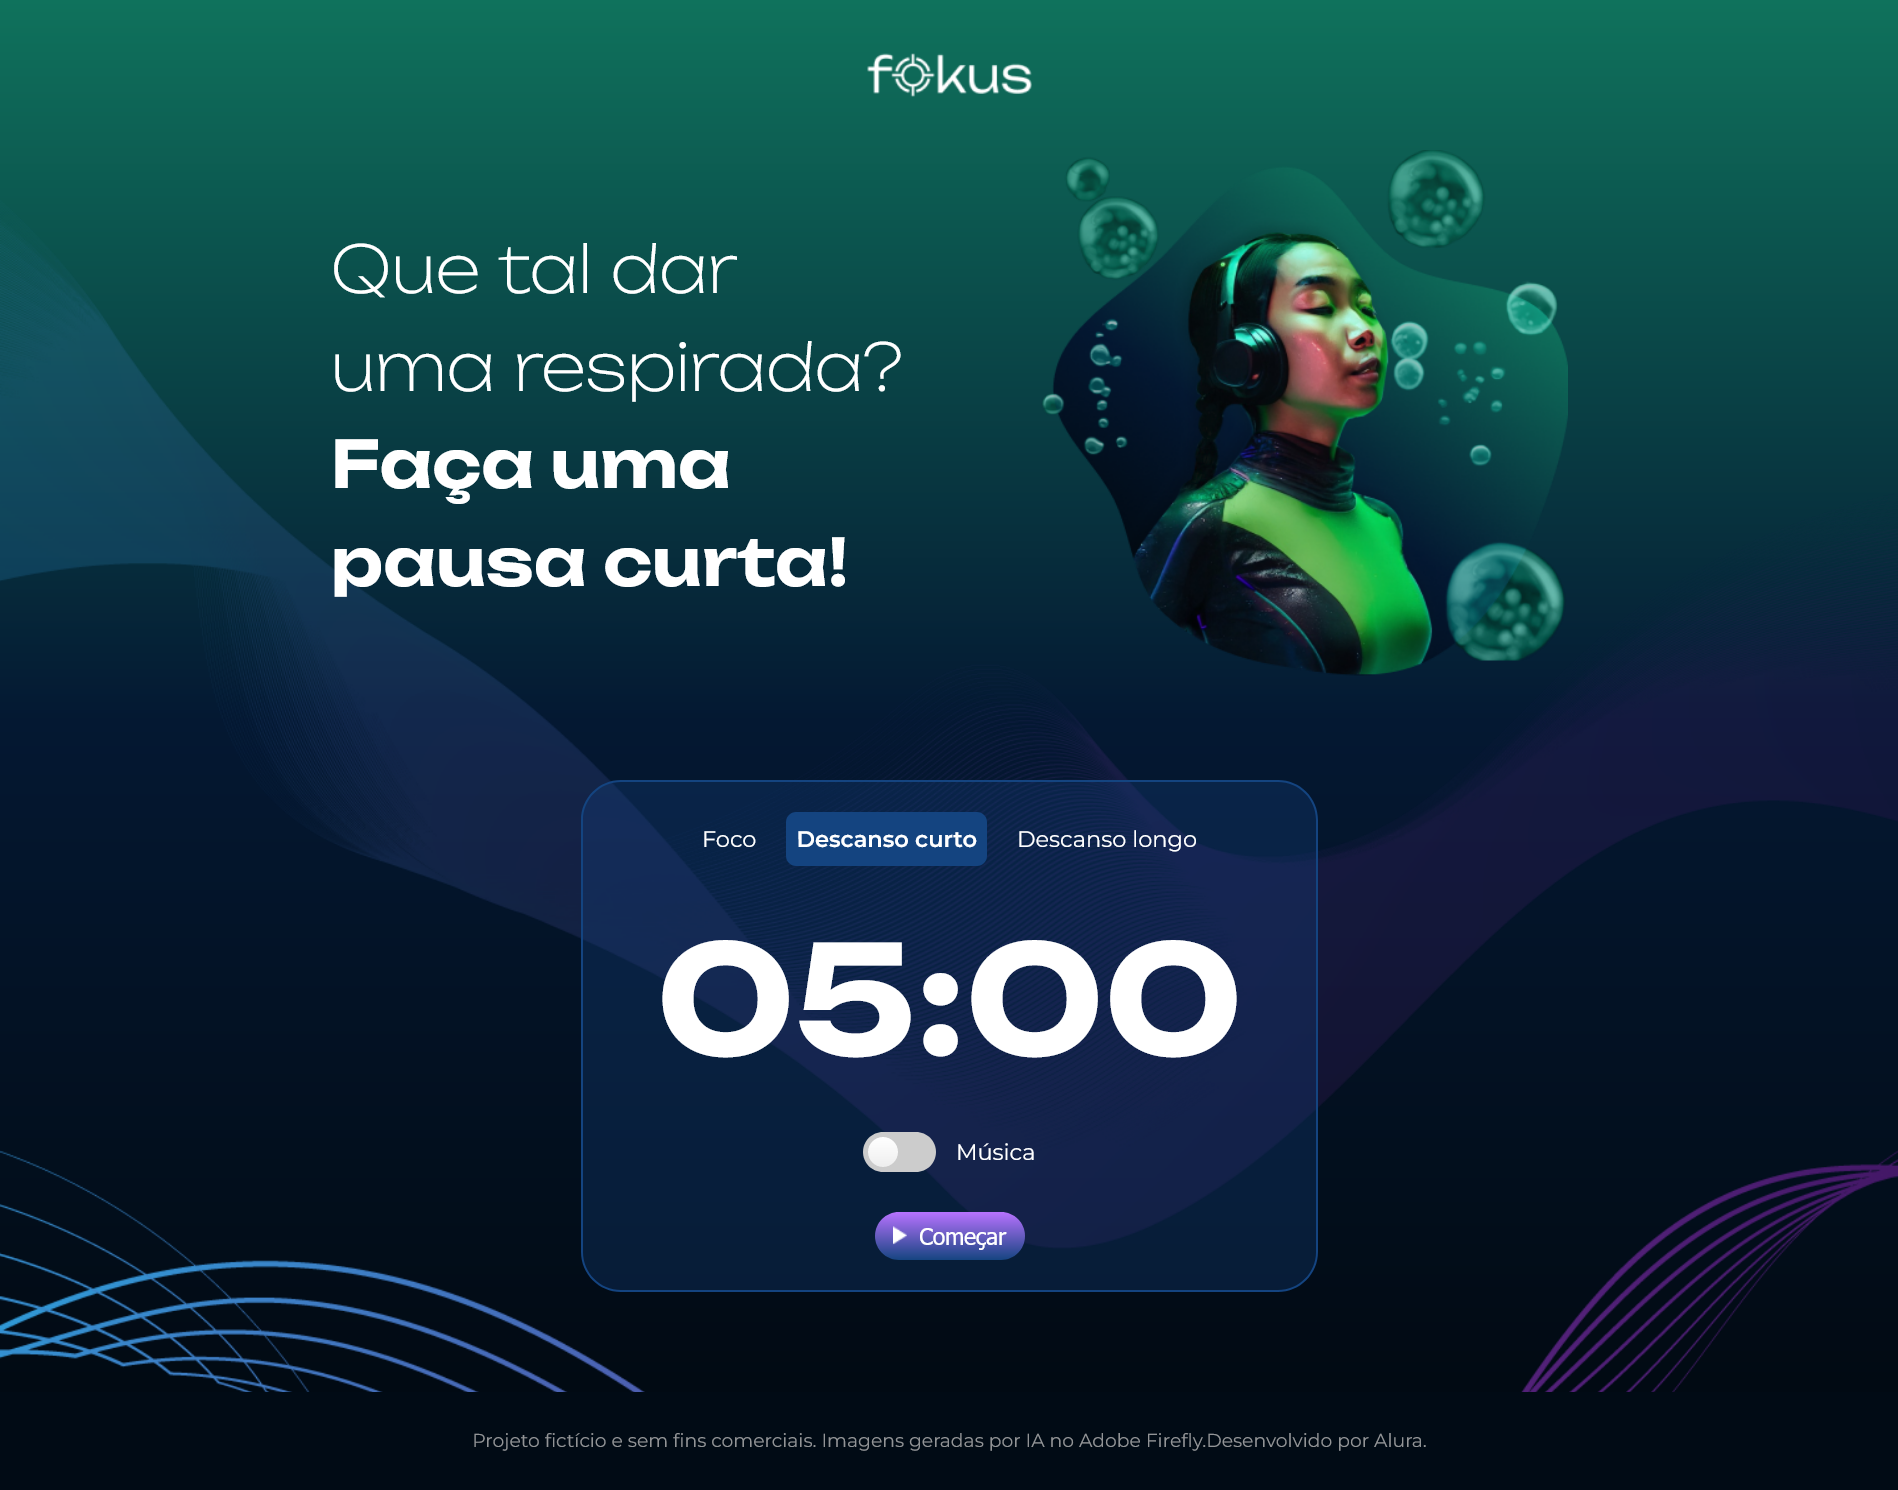 fokus
Que tal dar
uma respirada?
Faça uma
pausa curta!
Foco Descanso curto Descanso longo
05:00
Música
Começar
Projeto fictício e sem fins comerciais. Imagens geradas por IA no Adobe Firefly.Desenvolvido por Alura.